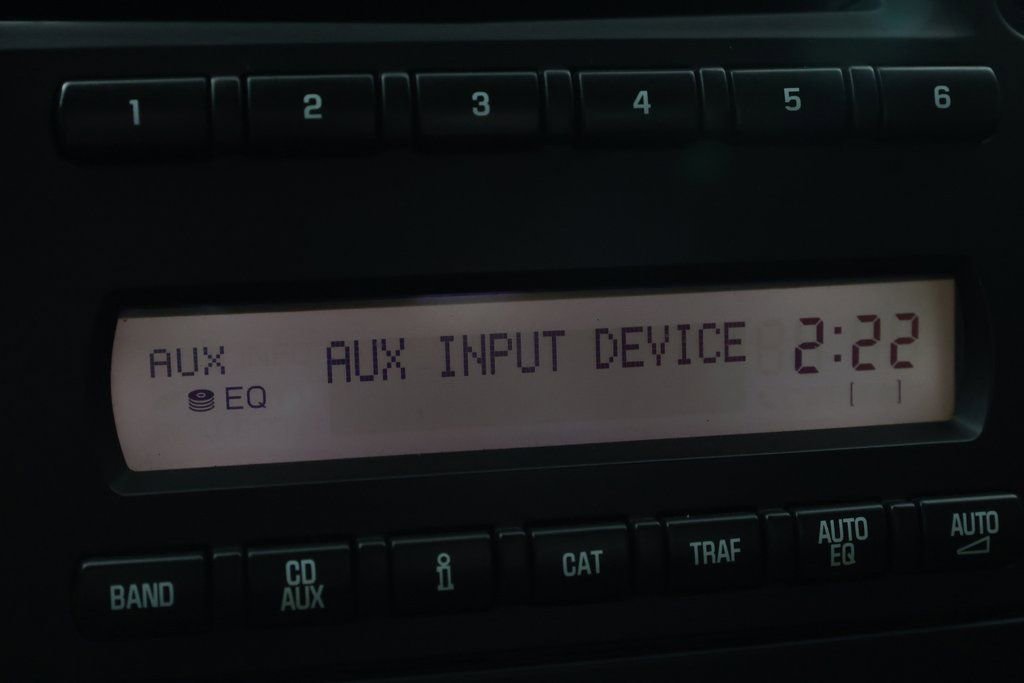 1 2 3 4 5 6
AUX AUX INPUT DEVICE 2:22
EQ [ ]
BAND CD AUX i CAT TRAF AUTO EQ AUTO